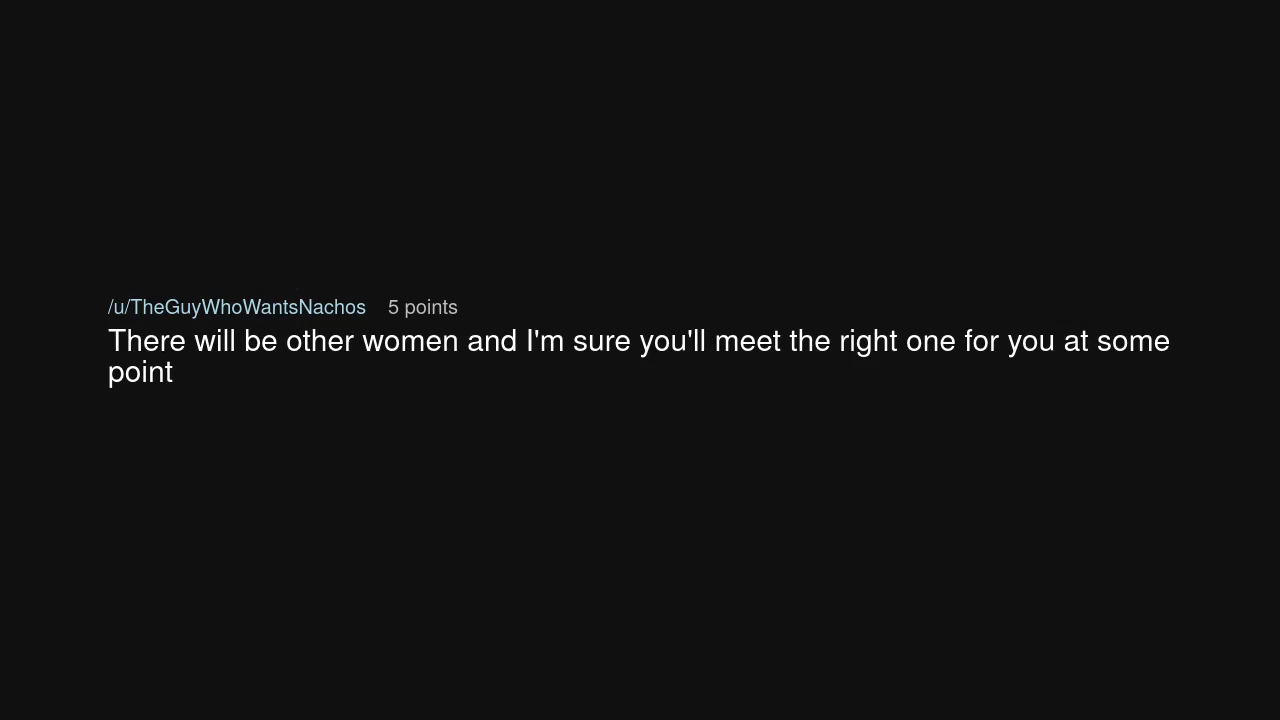 /u/TheGuyWhoWantsNachos 5 points
There will be other women and I'm sure you'll meet the right one for you at some
point